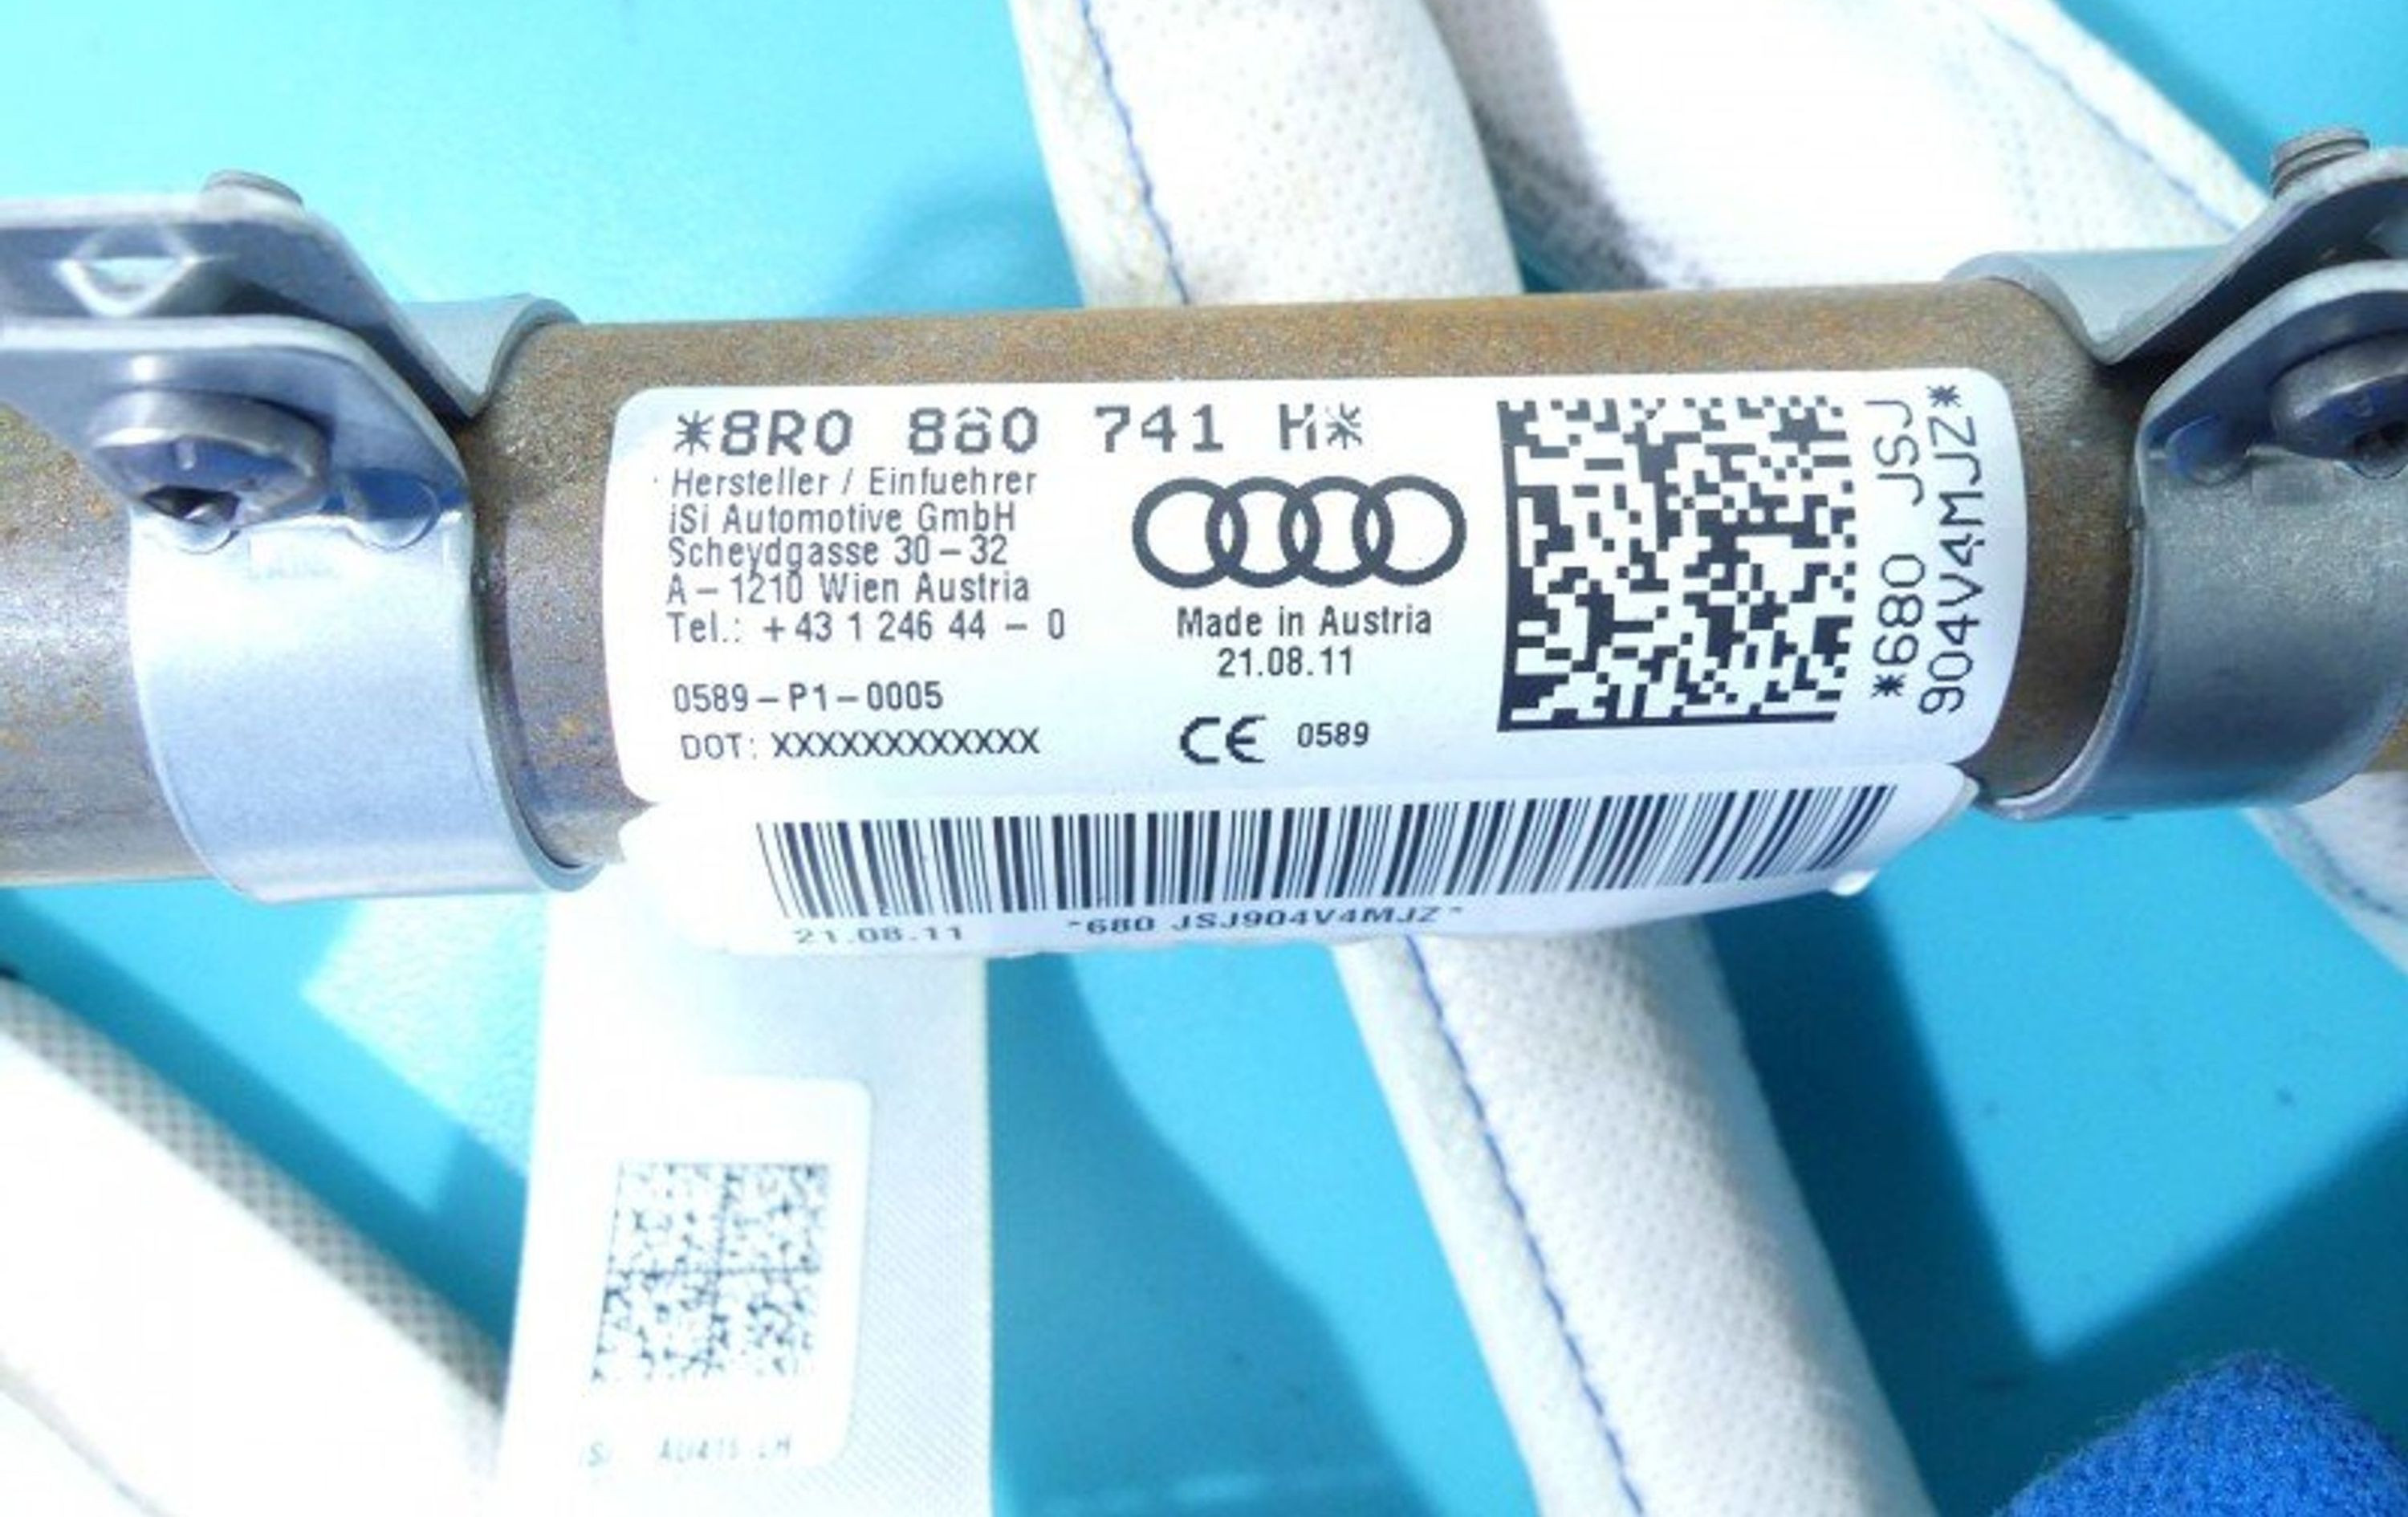 *8R0 880 741 H*
Hersteller / Einfuehrer
iSi Automotive GmbH
Scheydgasse 30 – 32
A – 1210 Wien Austria
Tel.: +43 1 246 44 – 0
0589 – P1 – 0005
DOT: XXXXXXXXXXXX
Made in Austria
21.08.11
CE 0589
*680 JSJ
904V4MJZ*
21.08.11 *680 JSJ904V4MJZ*